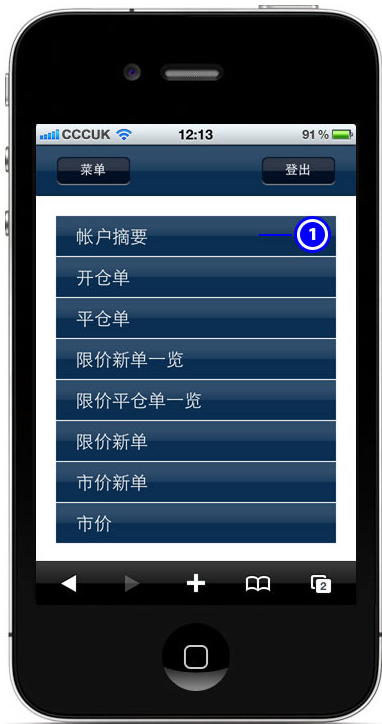 CCCUK 12:13 91 %
菜单 登出
帐户摘要 1
开仓单
平仓单
限价新单一览
限价平仓单一览
限价新单
市价新单
市价
2